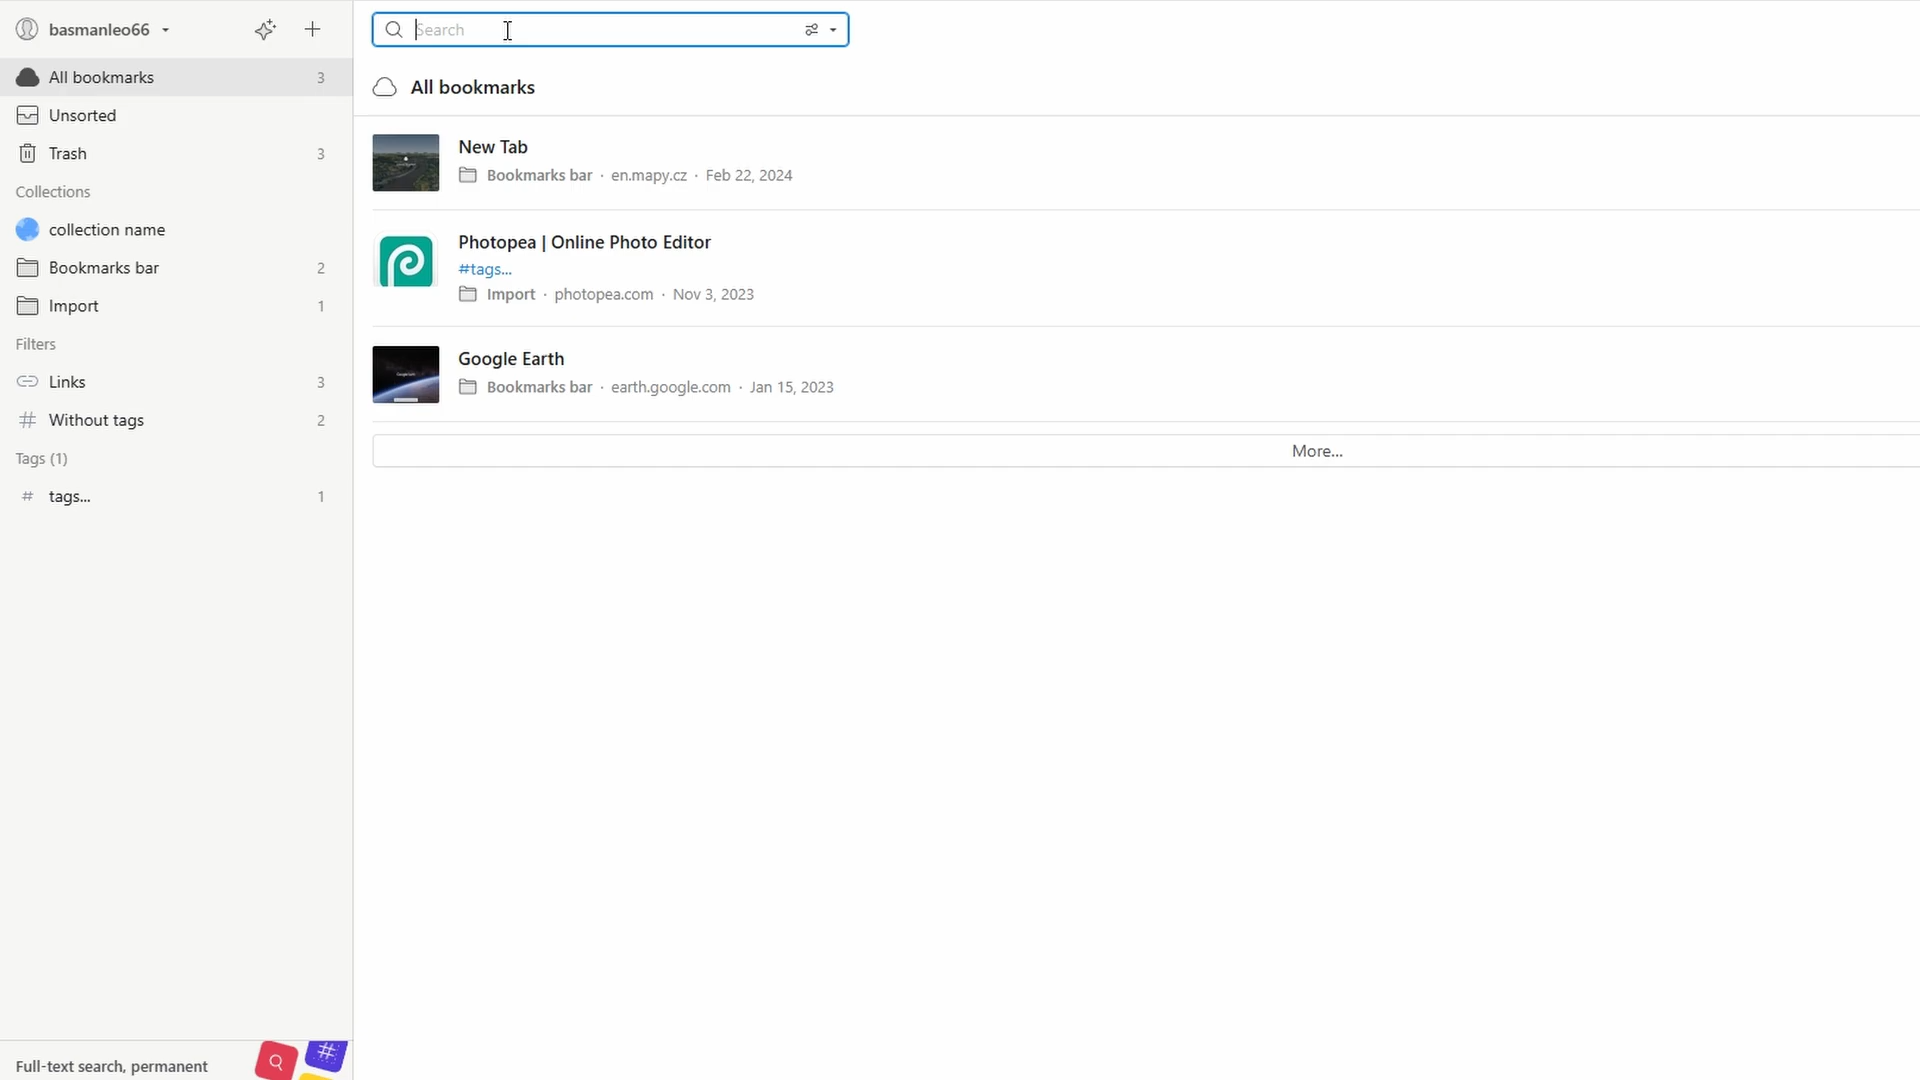 basmanleo66
Search
All bookmarks 3
Unsorted
Trash 3
Collections
collection name
Bookmarks bar 2
Import 1
Filters
Links 3
Without tags 2
Tags (1)
# tags... 1
Full-text search, permanent
All bookmarks
New Tab
Bookmarks bar · en.mapy.cz · Feb 22, 2024
Photopea | Online Photo Editor
#tags...
Import · photopea.com · Nov 3, 2023
Google Earth
Bookmarks bar · earth.google.com · Jan 15, 2023
More...